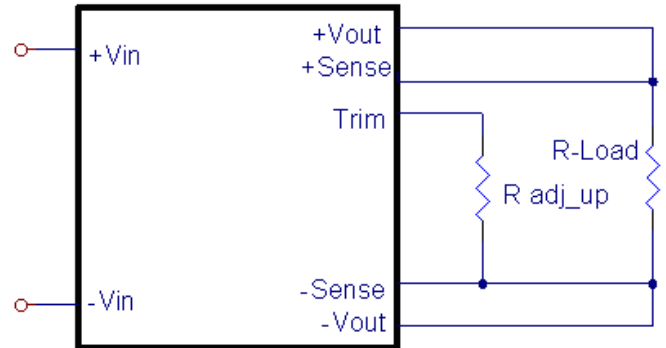 +Vout
+Vin
+Sense
Trim
R-Load
R adj_up
-Sense
-Vin
-Vout